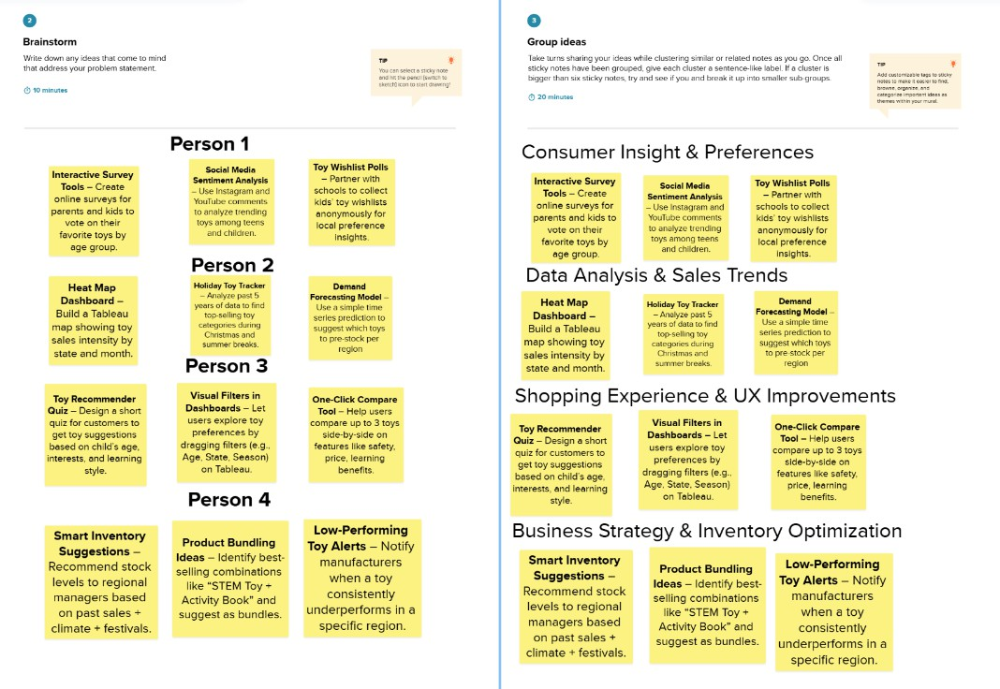 2
Brainstorm
Write down any ideas that come to mind
that address your problem statement.
10 minutes
TIP
You can select a sticky note
and hit the pencil [switch to
sketch] icon to start drawing!
Person 1
Interactive Survey
Tools – Create
online surveys for
parents and kids to
vote on their
favorite toys by
age group.
Social Media
Sentiment Analysis
– Use Instagram and
YouTube comments
to analyze trending
toys among teens
and children.
Toy Wishlist Polls
– Partner with
schools to collect
kids' toy wishlists
anonymously for
local preference
insights.
Person 2
Heat Map
Dashboard –
Build a Tableau
map showing toy
sales intensity by
state and month.
Holiday Toy Tracker
– Analyze past 5
years of data to find
top-selling toy
categories during
Christmas and
summer breaks.
Demand
Forecasting Model –
Use a simple time
series prediction to
suggest which toys
to pre-stock per
region
Person 3
Toy Recommender
Quiz – Design a short
quiz for customers to
get toy suggestions
based on child's age,
interests, and learning
style.
Visual Filters in
Dashboards – Let
users explore toy
preferences by
dragging filters (e.g.,
Age, State, Season)
on Tableau.
One-Click Compare
Tool – Help users
compare up to 3 toys
side-by-side on
features like safety,
price, learning
benefits.
Person 4
Smart Inventory
Suggestions –
Recommend stock
levels to regional
managers based
on past sales +
climate + festivals.
Product Bundling
Ideas – Identify best-
selling combinations
like “STEM Toy +
Activity Book” and
suggest as bundles.
Low-Performing
Toy Alerts – Notify
manufacturers
when a toy
consistently
underperforms in a
specific region.
3
Group ideas
Take turns sharing your ideas while clustering similar or related notes as you go. Once all
sticky notes have been grouped, give each cluster a sentence-like label. If a cluster is
bigger than six sticky notes, try and see if you and break it up into smaller sub-groups.
20 minutes
TIP
Add customizable tags to sticky
notes to make it easier to find,
browse, organize, and
categorize important ideas as
themes within your mural.
Consumer Insight & Preferences
Interactive Survey
Tools – Create
online surveys for
parents and kids to
vote on their
favorite toys by
age group.
Social Media
Sentiment Analysis
– Use Instagram and
YouTube comments
to analyze trending
toys among teens
and children.
Toy Wishlist Polls
– Partner with
schools to collect
kids' toy wishlists
anonymously for
local preference
insights.
Data Analysis & Sales Trends
Heat Map
Dashboard –
Build a Tableau
map showing toy
sales intensity by
state and month.
Holiday Toy Tracker
– Analyze past 5
years of data to find
top-selling toy
categories during
Christmas and
summer breaks.
Demand
Forecasting Model –
Use a simple time
series prediction to
suggest which toys
to pre-stock per
region
Shopping Experience & UX Improvements
Toy Recommender
Quiz – Design a short
quiz for customers to
get toy suggestions
based on child's age,
interests, and learning
style.
Visual Filters in
Dashboards – Let
users explore toy
preferences by
dragging filters (e.g.,
Age, State, Season)
on Tableau.
One-Click Compare
Tool – Help users
compare up to 3 toys
side-by-side on
features like safety,
price, learning
benefits.
Business Strategy & Inventory Optimization
Smart Inventory
Suggestions –
Recommend stock
levels to regional
managers based
on past sales +
climate + festivals.
Product Bundling
Ideas – Identify best-
selling combinations
like “STEM Toy +
Activity Book” and
suggest as bundles.
Low-Performing
Toy Alerts – Notify
manufacturers
when a toy
consistently
underperforms in a
specific region.